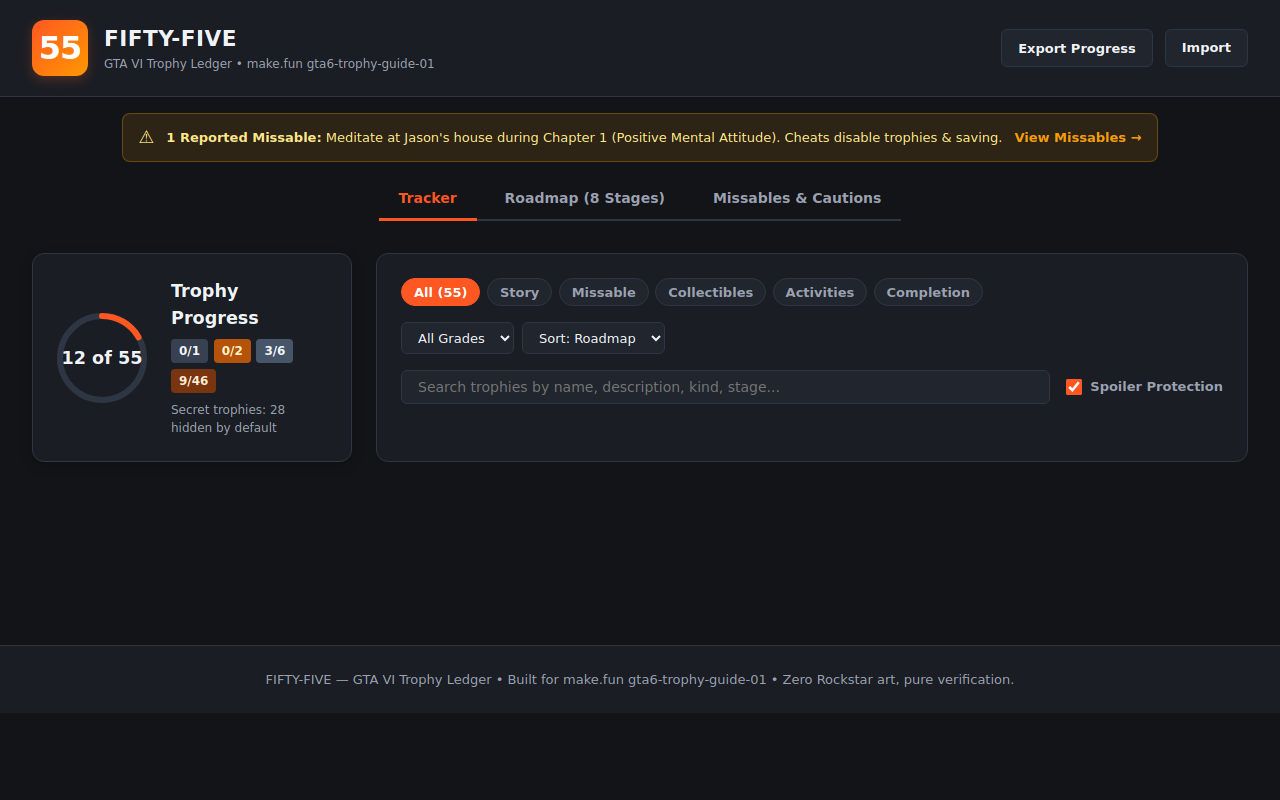 55
FIFTY-FIVE
GTA VI Trophy Ledger • make.fun gta6-trophy-guide-01
Export Progress
Import
⚠ 1 Reported Missable: Meditate at Jason's house during Chapter 1 (Positive Mental Attitude). Cheats disable trophies & saving. View Missables →
Tracker
Roadmap (8 Stages)
Missables & Cautions
12 of 55
Trophy
Progress
0/1 0/2 3/6
9/46
Secret trophies: 28
hidden by default
All (55) Story Missable Collectibles Activities Completion
All Grades
Sort: Roadmap
Search trophies by name, description, kind, stage...
Spoiler Protection
FIFTY-FIVE — GTA VI Trophy Ledger • Built for make.fun gta6-trophy-guide-01 • Zero Rockstar art, pure verification.